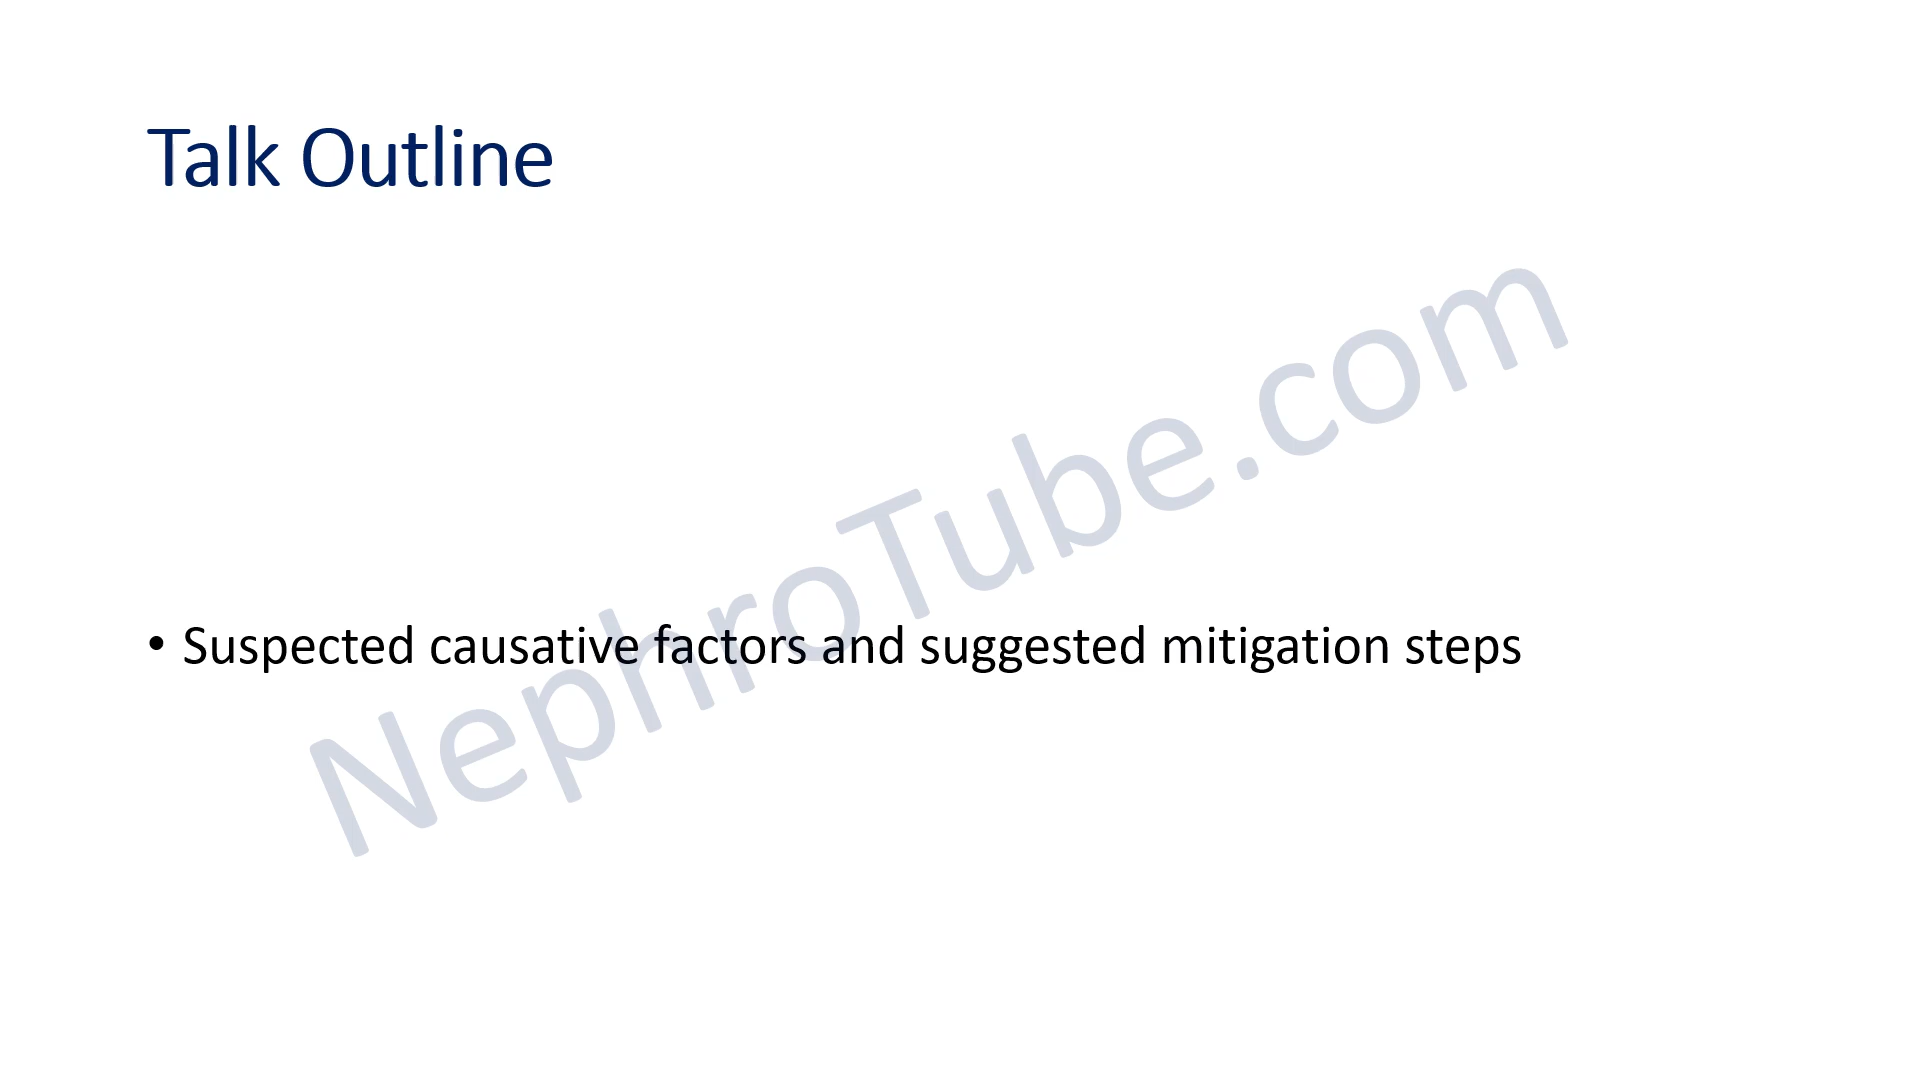 Talk Outline
NephroTube.com
• Suspected causative factors and suggested mitigation steps